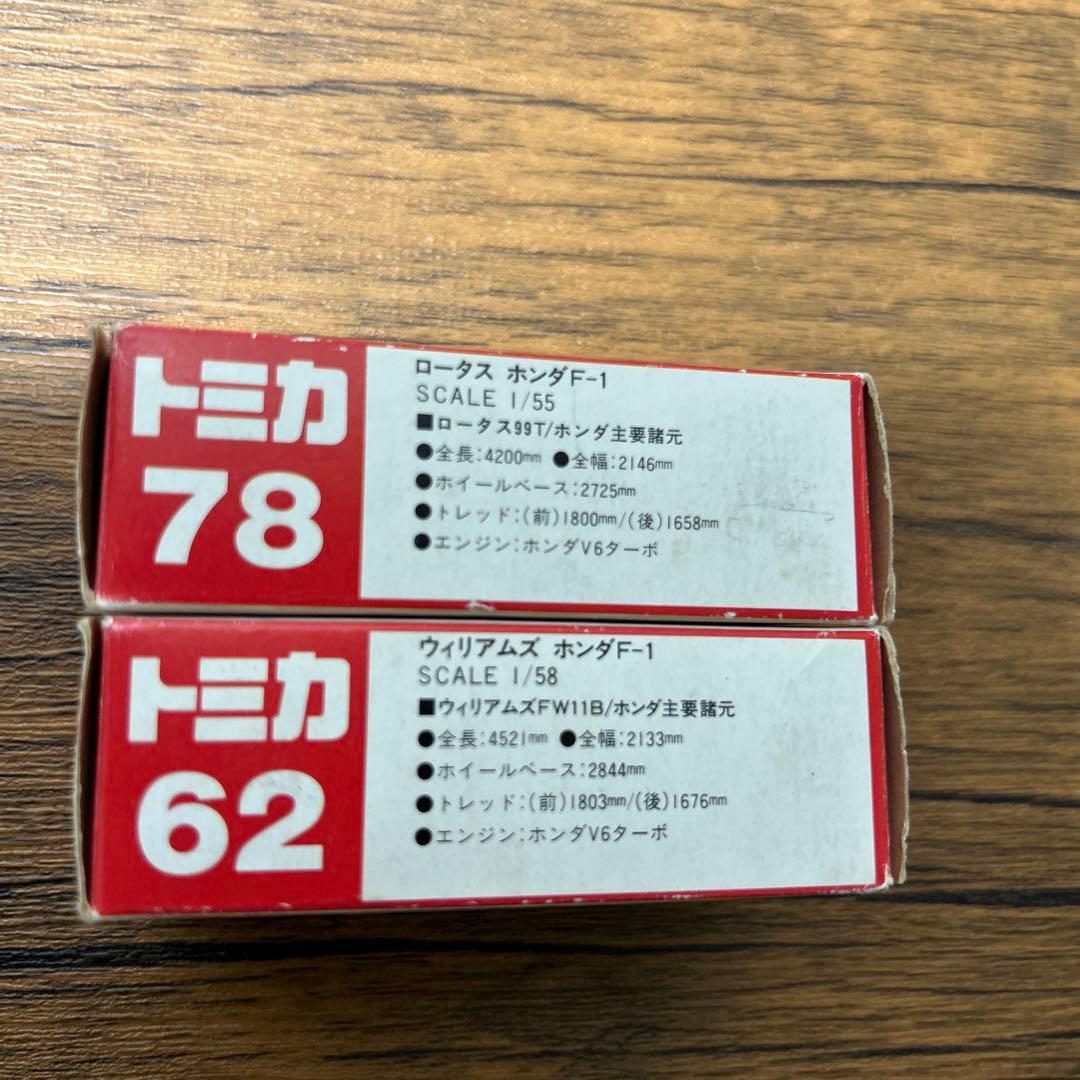 トミカ
78
ロータス ホンダF-1
SCALE 1/55
■ロータス99T/ホンダ主要諸元
●全長:4200mm ●全幅:2146mm
●ホイールベース:2725mm
●トレッド:(前)1800mm/(後)1658mm
●エンジン:ホンダV6ターボ
トミカ
62
ウィリアムズ ホンダF-1
SCALE 1/58
■ウィリアムズFW11B/ホンダ主要諸元
●全長:4521mm ●全幅:2133mm
●ホイールベース:2844mm
●トレッド:(前)1803mm/(後)1676mm
●エンジン:ホンダV6ターボ